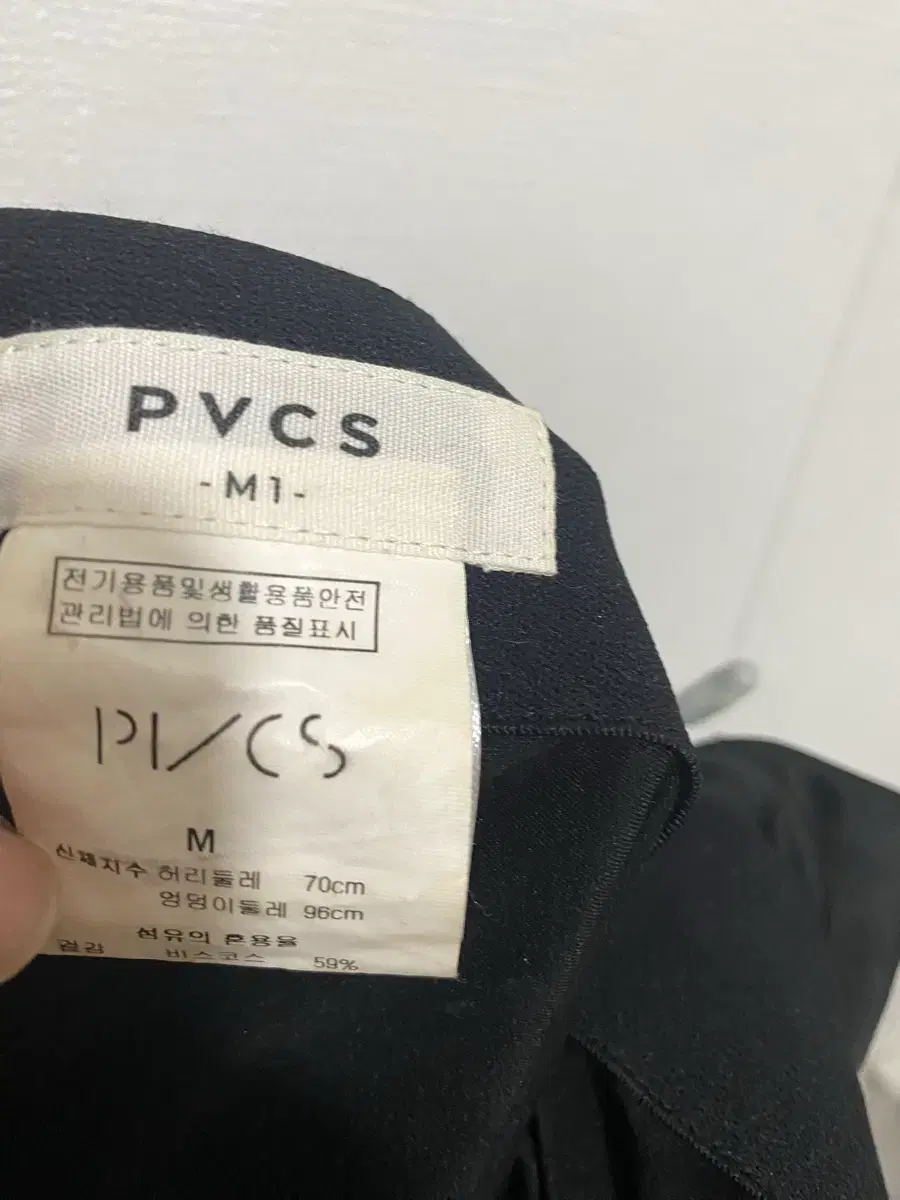 PVCS
-M1-
전기용품및생활용품안전
관리법에 의한 품질표시
PVCS
M
신체치수 허리둘레 70cm
엉덩이둘레 96cm
섬유의 혼용율
겉감 비스코스 59%